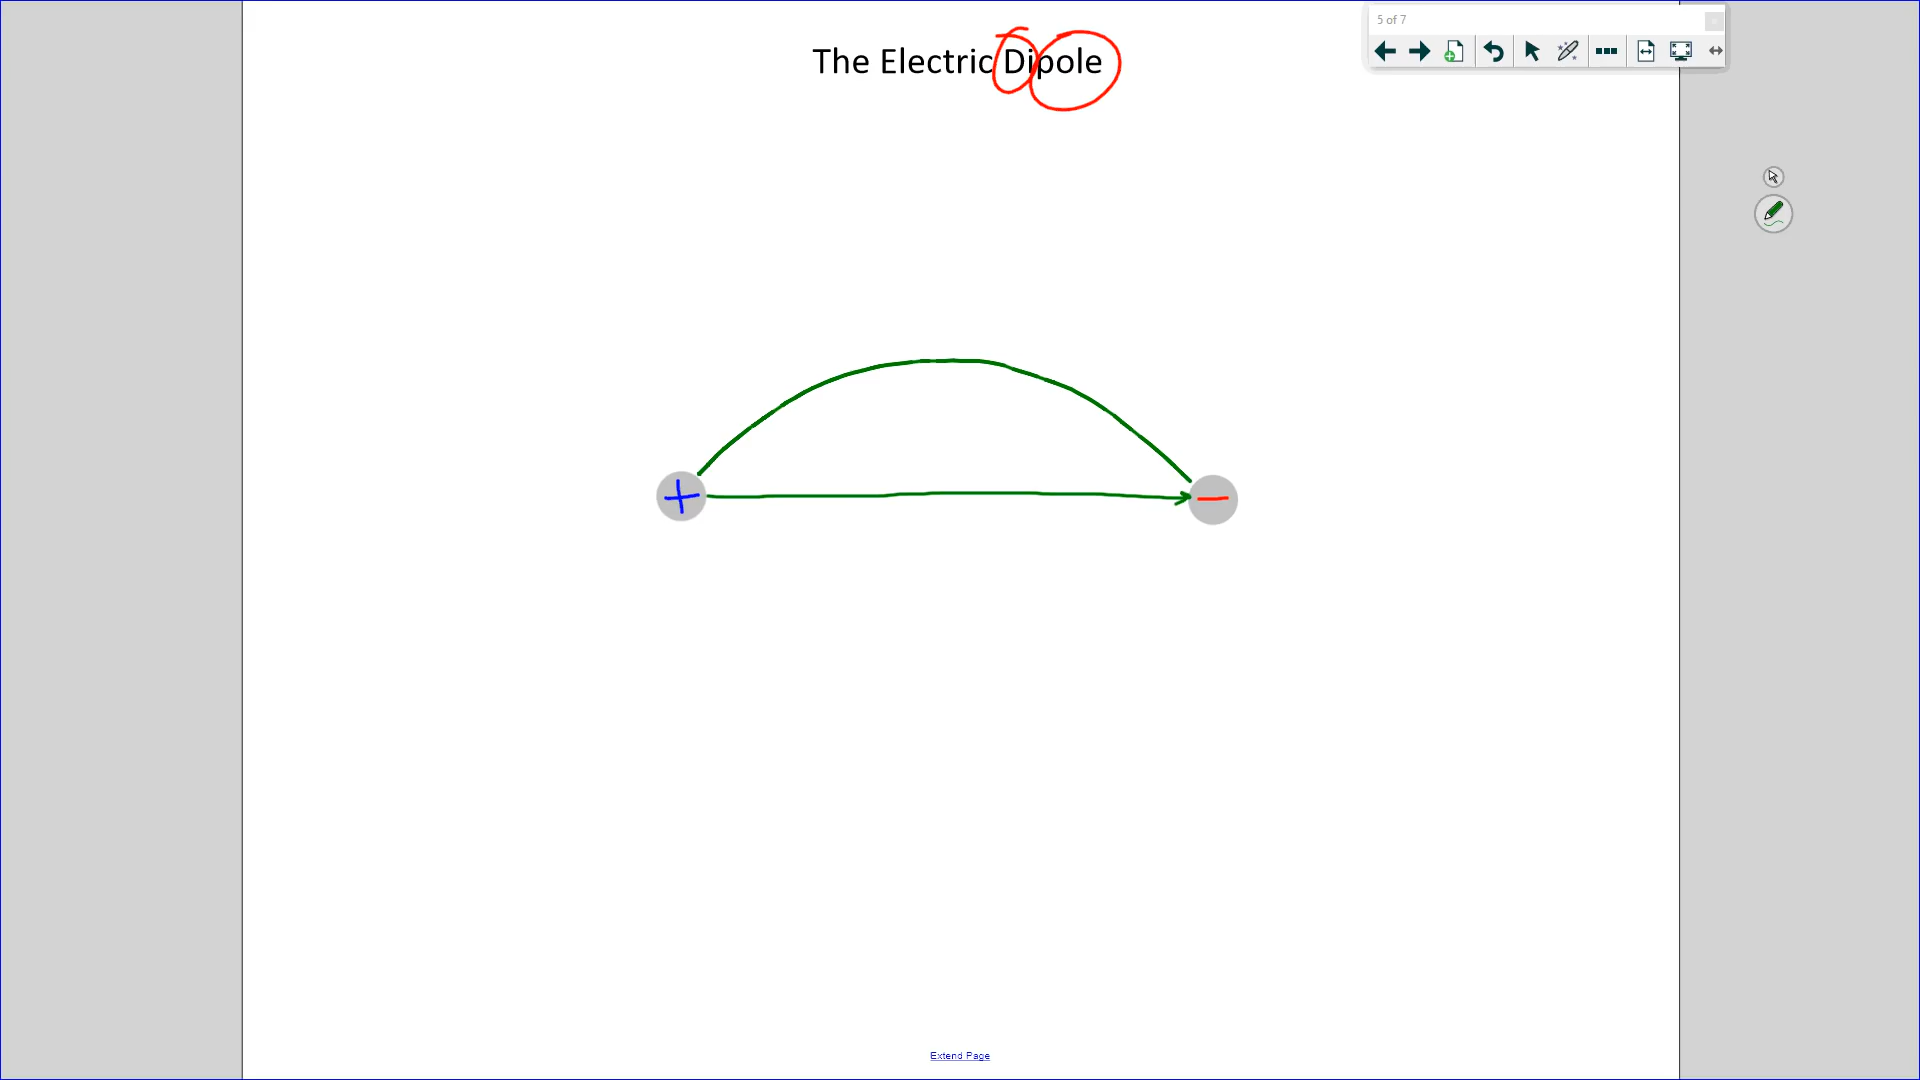 5 of 7
The Electric Dipole
+
−
Extend Page